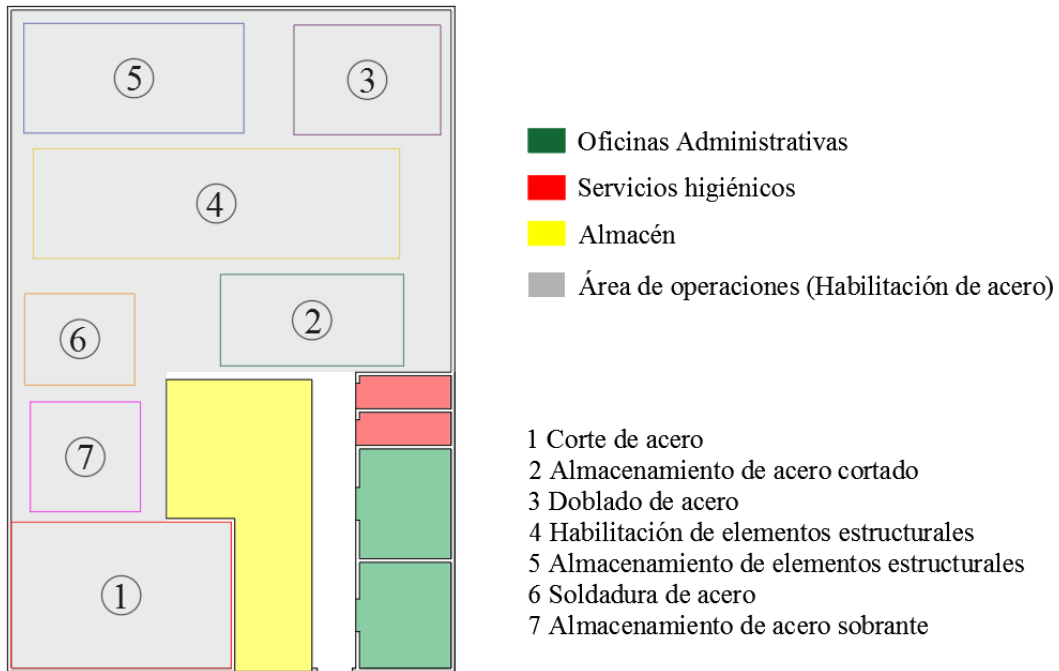 5
3
4
2
6
7
1
Oficinas Administrativas
Servicios higiénicos
Almacén
Área de operaciones (Habilitación de acero)
1 Corte de acero
2 Almacenamiento de acero cortado
3 Doblado de acero
4 Habilitación de elementos estructurales
5 Almacenamiento de elementos estructurales
6 Soldadura de acero
7 Almacenamiento de acero sobrante